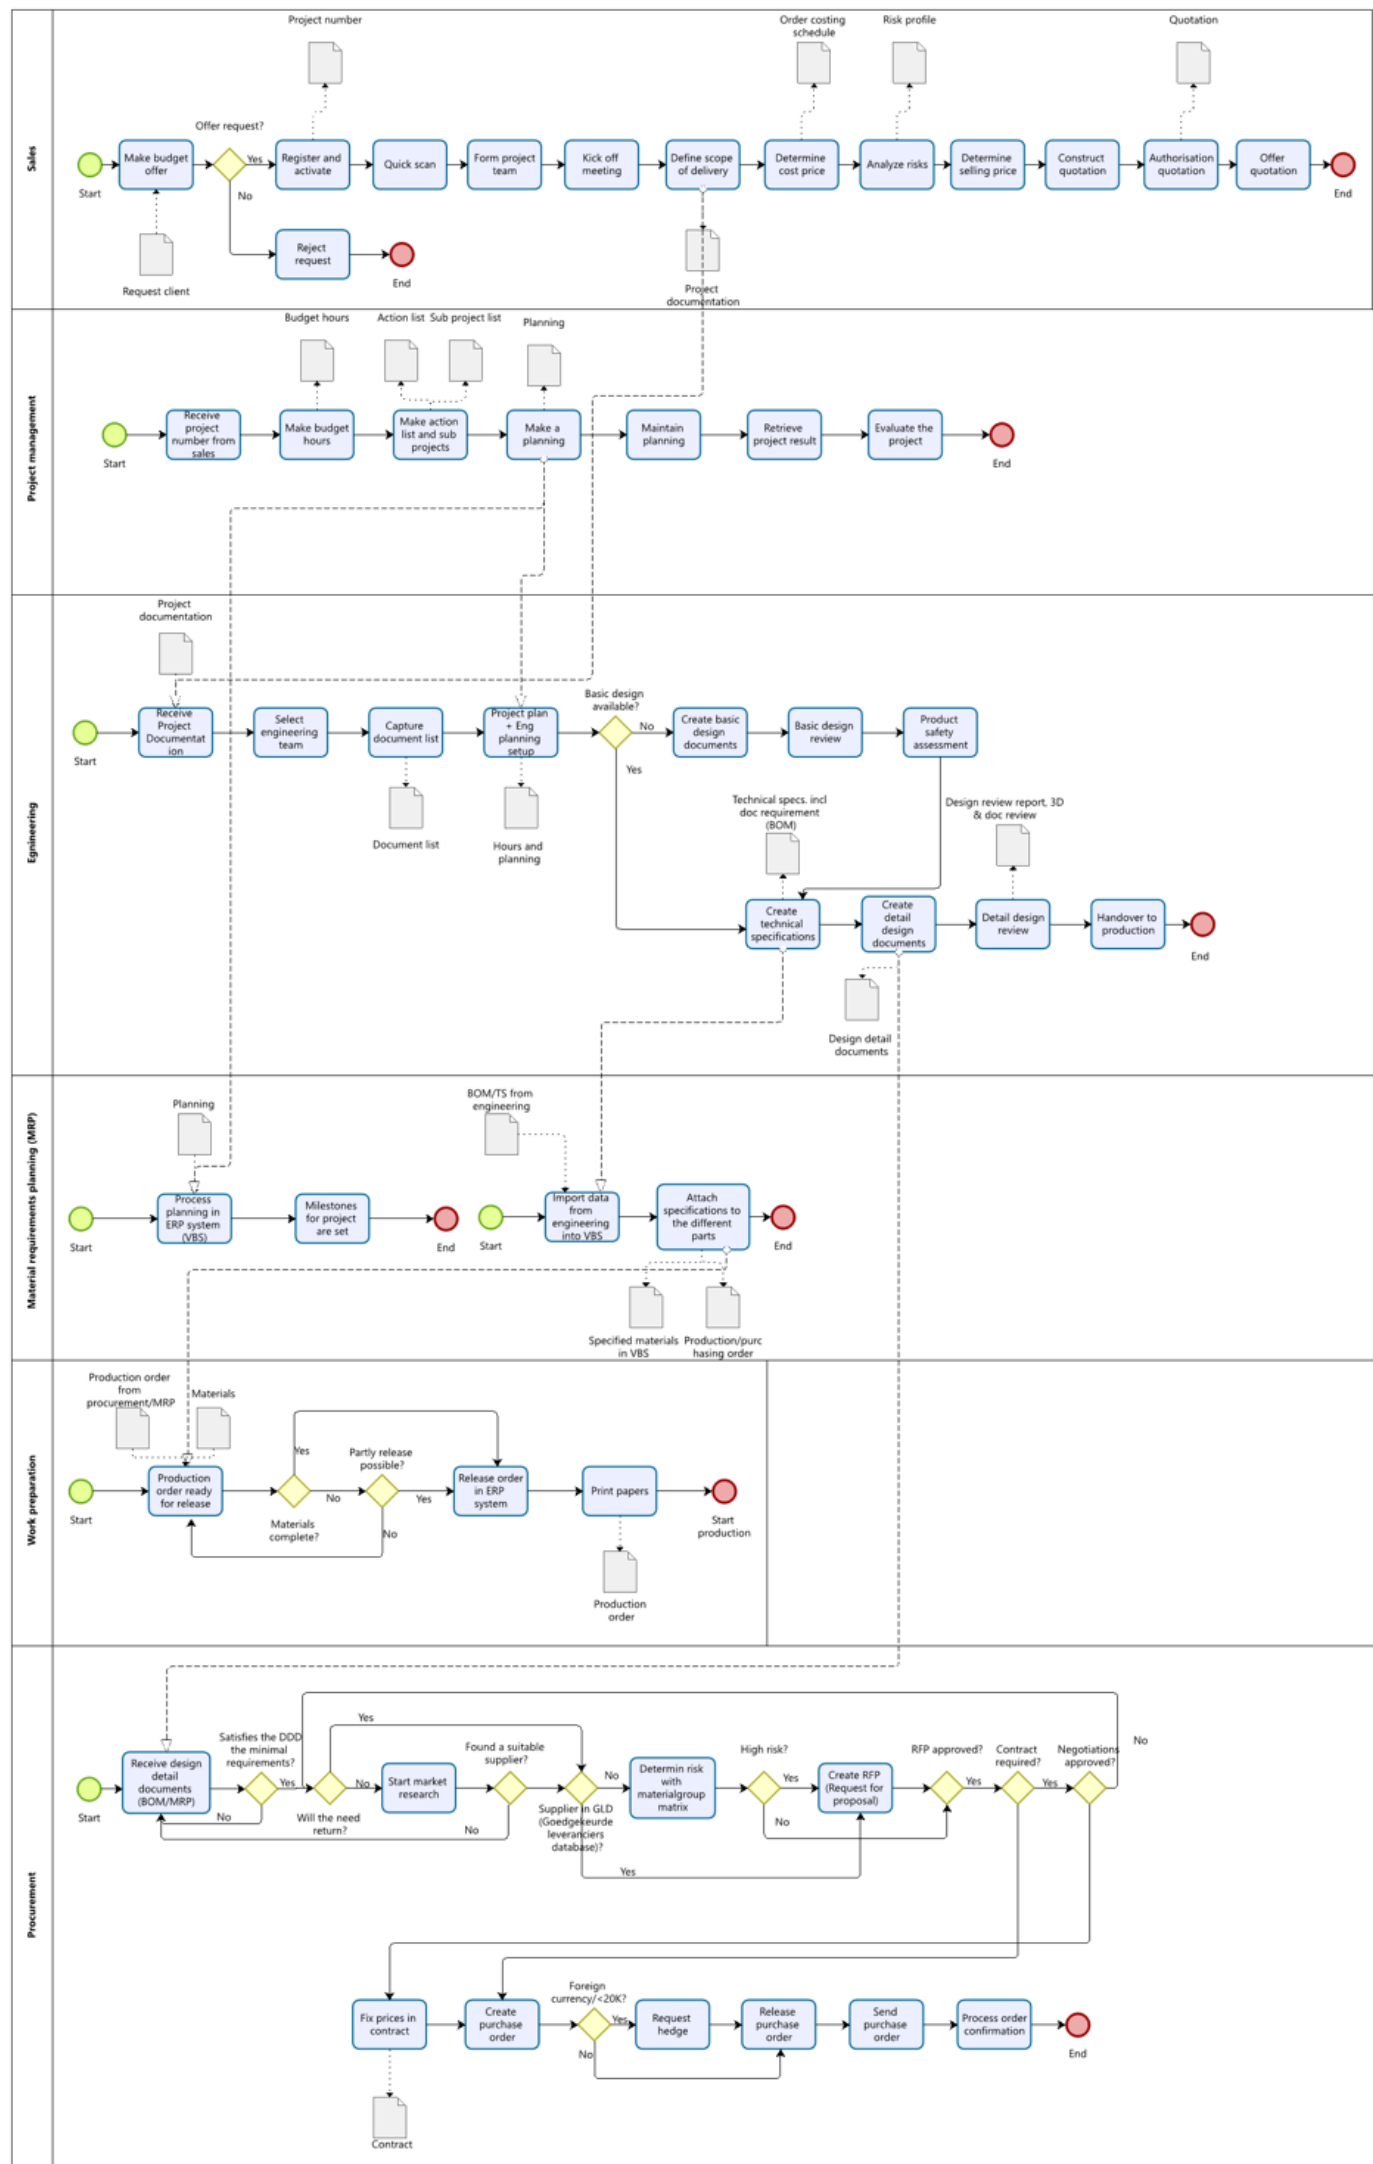 Sales
Project number
Order costing
schedule
Risk profile
Quotation
Offer request?
Start
Make budget
offer
Yes
No
Register and
activate
Quick scan
Form project
team
Kick off
meeting
Define scope
of delivery
Determine
cost price
Analyze risks
Determine
selling price
Construct
quotation
Authorisation
quotation
Offer
quotation
End
Request client
Reject
request
End
Project
documentation
Project management
Budget hours
Action list
Sub project list
Planning
Start
Receive
project
number from
sales
Make budget
hours
Make action
list and sub
projects
Make a
planning
Maintain
planning
Retrieve
project result
Evaluate the
project
End
Egnineering
Project
documentation
Start
Receive
Project
Documentat
ion
Select
engineering
team
Capture
document list
Project plan
+ Eng
planning
setup
Basic design
available?
No
Yes
Create basic
design
documents
Basic design
review
Product
safety
assessment
Document list
Hours and
planning
Technical specs. incl
doc requirement
(BOM)
Design review report, 3D
& doc review
Create
technical
specifications
Create
detail
design
documents
Detail design
review
Handover to
production
End
Design detail
documents
Material requirements planning (MRP)
Planning
BOM/TS from
engineering
Start
Process
planning in
ERP system
(VBS)
Milestones
for project
are set
End
Start
Import data
from
engineering
into VBS
Attach
specifications to
the different
parts
End
Specified materials
in VBS
Production/purc
hasing order
Work preparation
Production order
from
procurement/MRP
Materials
Start
Production
order ready
for release
Yes
No
Materials
complete?
Partly release
possible?
Yes
No
Release order
in ERP
system
Print papers
Start
production
Production
order
Procurement
Start
Receive design
detail
documents
(BOM/MRP)
Satisfies the DDD
the minimal
requirements?
Yes
No
Will the need
return?
Yes
No
Start market
research
Found a suitable
supplier?
No
Supplier in GLD
(Goedgekeurde
leveranciers
database)?
No
Yes
Determin risk
with
materialgroup
matrix
High risk?
Yes
No
Create RFP
(Request for
proposal)
RFP approved?
Yes
Contract
required?
Yes
Negotiations
approved?
No
Fix prices in
contract
Create
purchase
order
Foreign
currency/<20K?
Yes
No
Request
hedge
Release
purchase
order
Send
purchase
order
Process order
confirmation
End
Contract